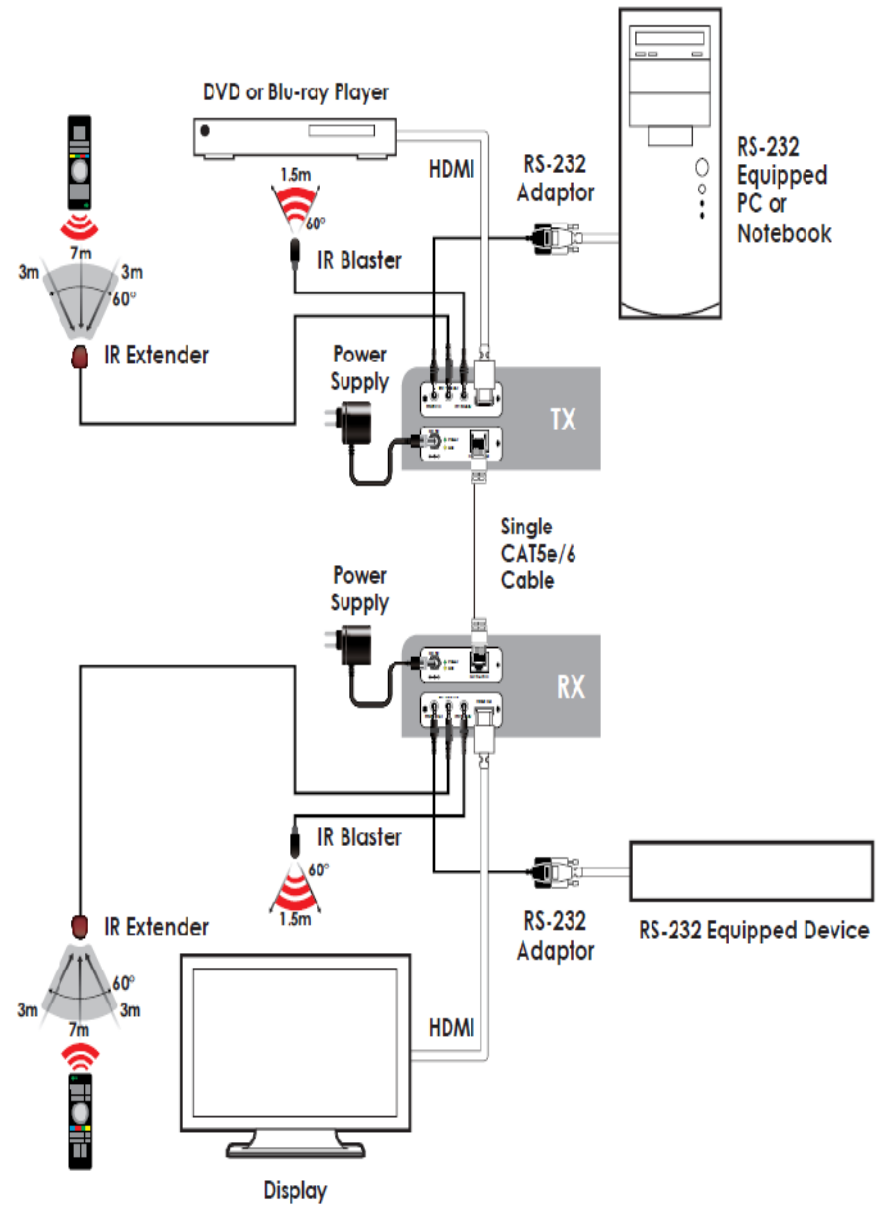 DVD or Blu-ray Player
HDMI
RS-232
Adaptor
RS-232
Equipped
PC or
Notebook
1.5m
60°
IR Blaster
7m
3m
3m
60°
IR Extender
Power
Supply
TX
Single
CAT5e/6
Cable
Power
Supply
RX
IR Blaster
60°
1.5m
IR Extender
60°
3m
3m
7m
HDMI
RS-232
Adaptor
RS-232 Equipped Device
Display